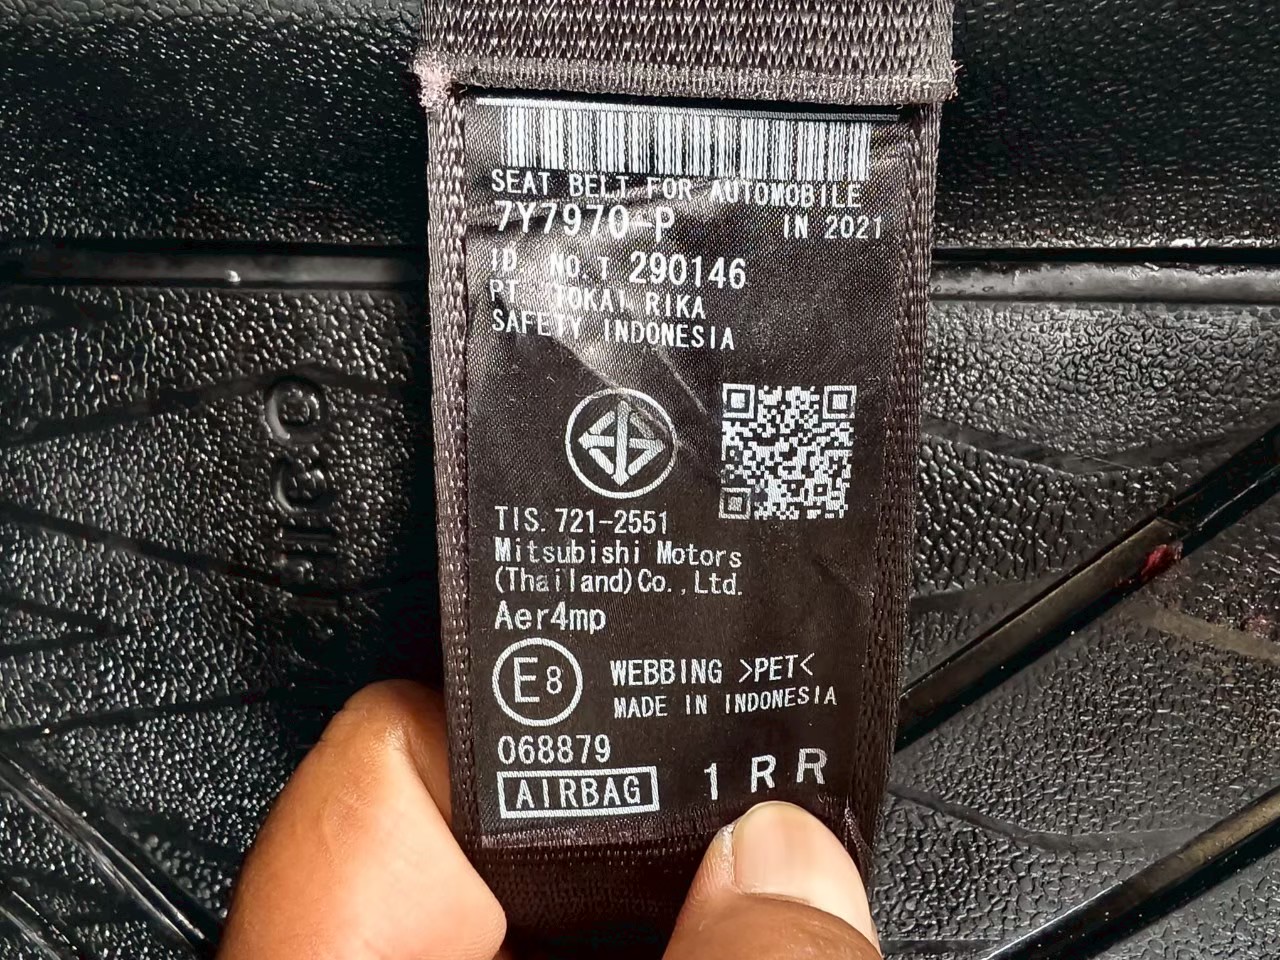 SEAT BELT FOR AUTOMOBILE
7Y7970-P IN 2021
ID NO. T 290146
PT. TOKAI RIKA
SAFETY INDONESIA
TIS. 721-2551
Mitsubishi Motors
(Thailand)Co.,Ltd.
Aer4mp
E8
WEBBING >PET<
MADE IN INDONESIA
068879
AIRBAG 1 R R